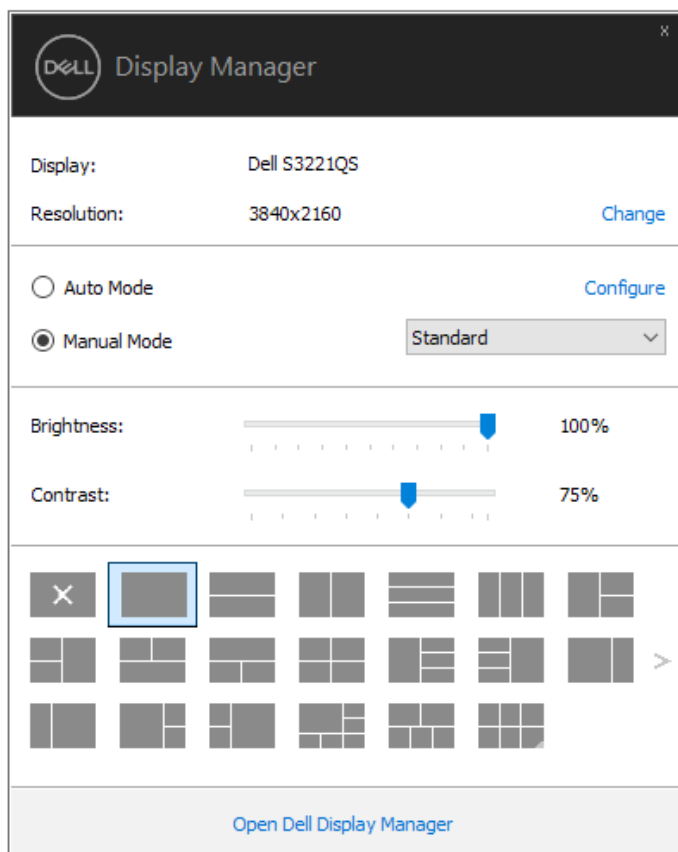 x
DELL Display Manager
Display: Dell S3221QS
Resolution: 3840x2160 Change
Auto Mode Configure
Manual Mode Standard
Brightness: 100%
Contrast: 75%
Open Dell Display Manager